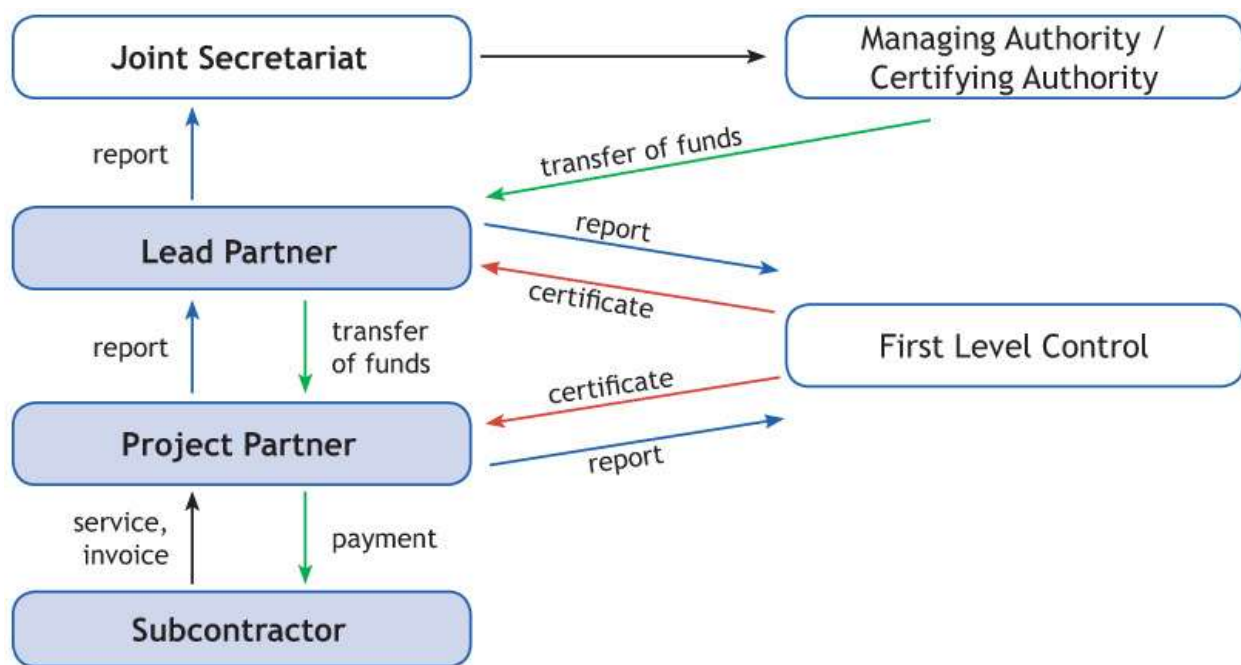 Joint Secretariat
Managing Authority /
Certifying Authority
report
transfer of funds
Lead Partner
report
certificate
report
transfer
of funds
First Level Control
certificate
Project Partner
report
service,
invoice
payment
Subcontractor